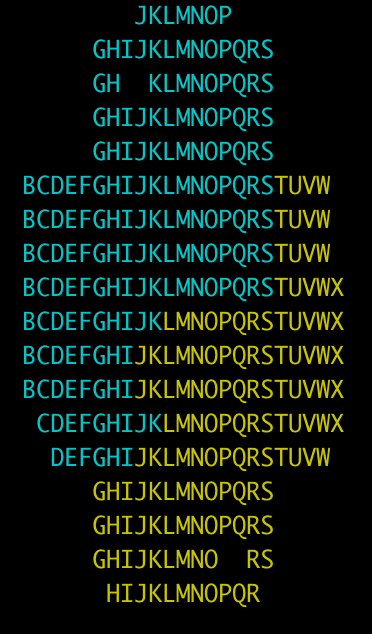 JKLMNOP
GHIJKLMNOPQRS
GH  KLMNOPQRS
GHIJKLMNOPQRS
GHIJKLMNOPQRS
BCDEFGHIJKLMNOPQRSTUVW
BCDEFGHIJKLMNOPQRSTUVW
BCDEFGHIJKLMNOPQRSTUVW
BCDEFGHIJKLMNOPQRSTUVWX
BCDEFGHIJKLMNOPQRSTUVWX
BCDEFGHIJKLMNOPQRSTUVWX
BCDEFGHIJKLMNOPQRSTUVWX
CDEFGHIJKLMNOPQRSTUVWX
DEFGHIJKLMNOPQRSTUVW
GHIJKLMNOPQRS
GHIJKLMNOPQRS
GHIJKLMNO  RS
HIJKLMNOPQR